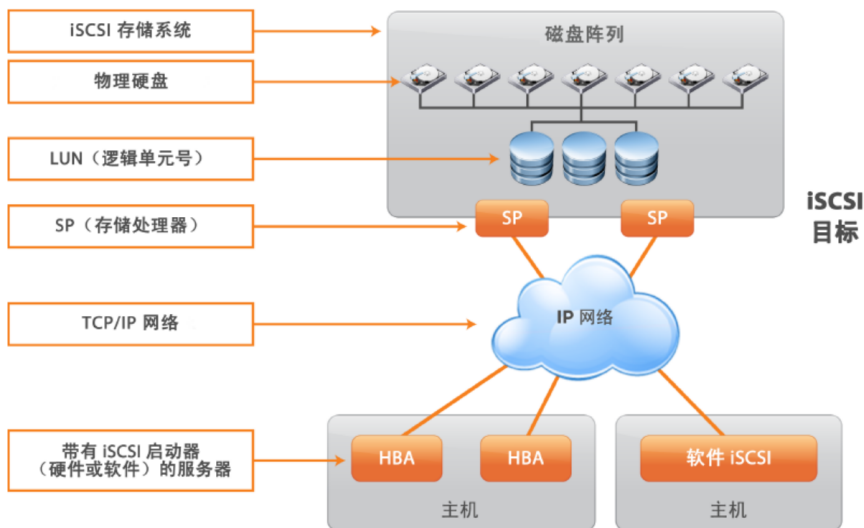 iSCSI 存储系统
物理硬盘
LUN（逻辑单元号）
SP（存储处理器）
TCP/IP 网络
带有 iSCSI 启动器
（硬件或软件）的服务器
磁盘阵列
SP
SP
iSCSI
目标
IP 网络
HBA
HBA
主机
软件 iSCSI
主机